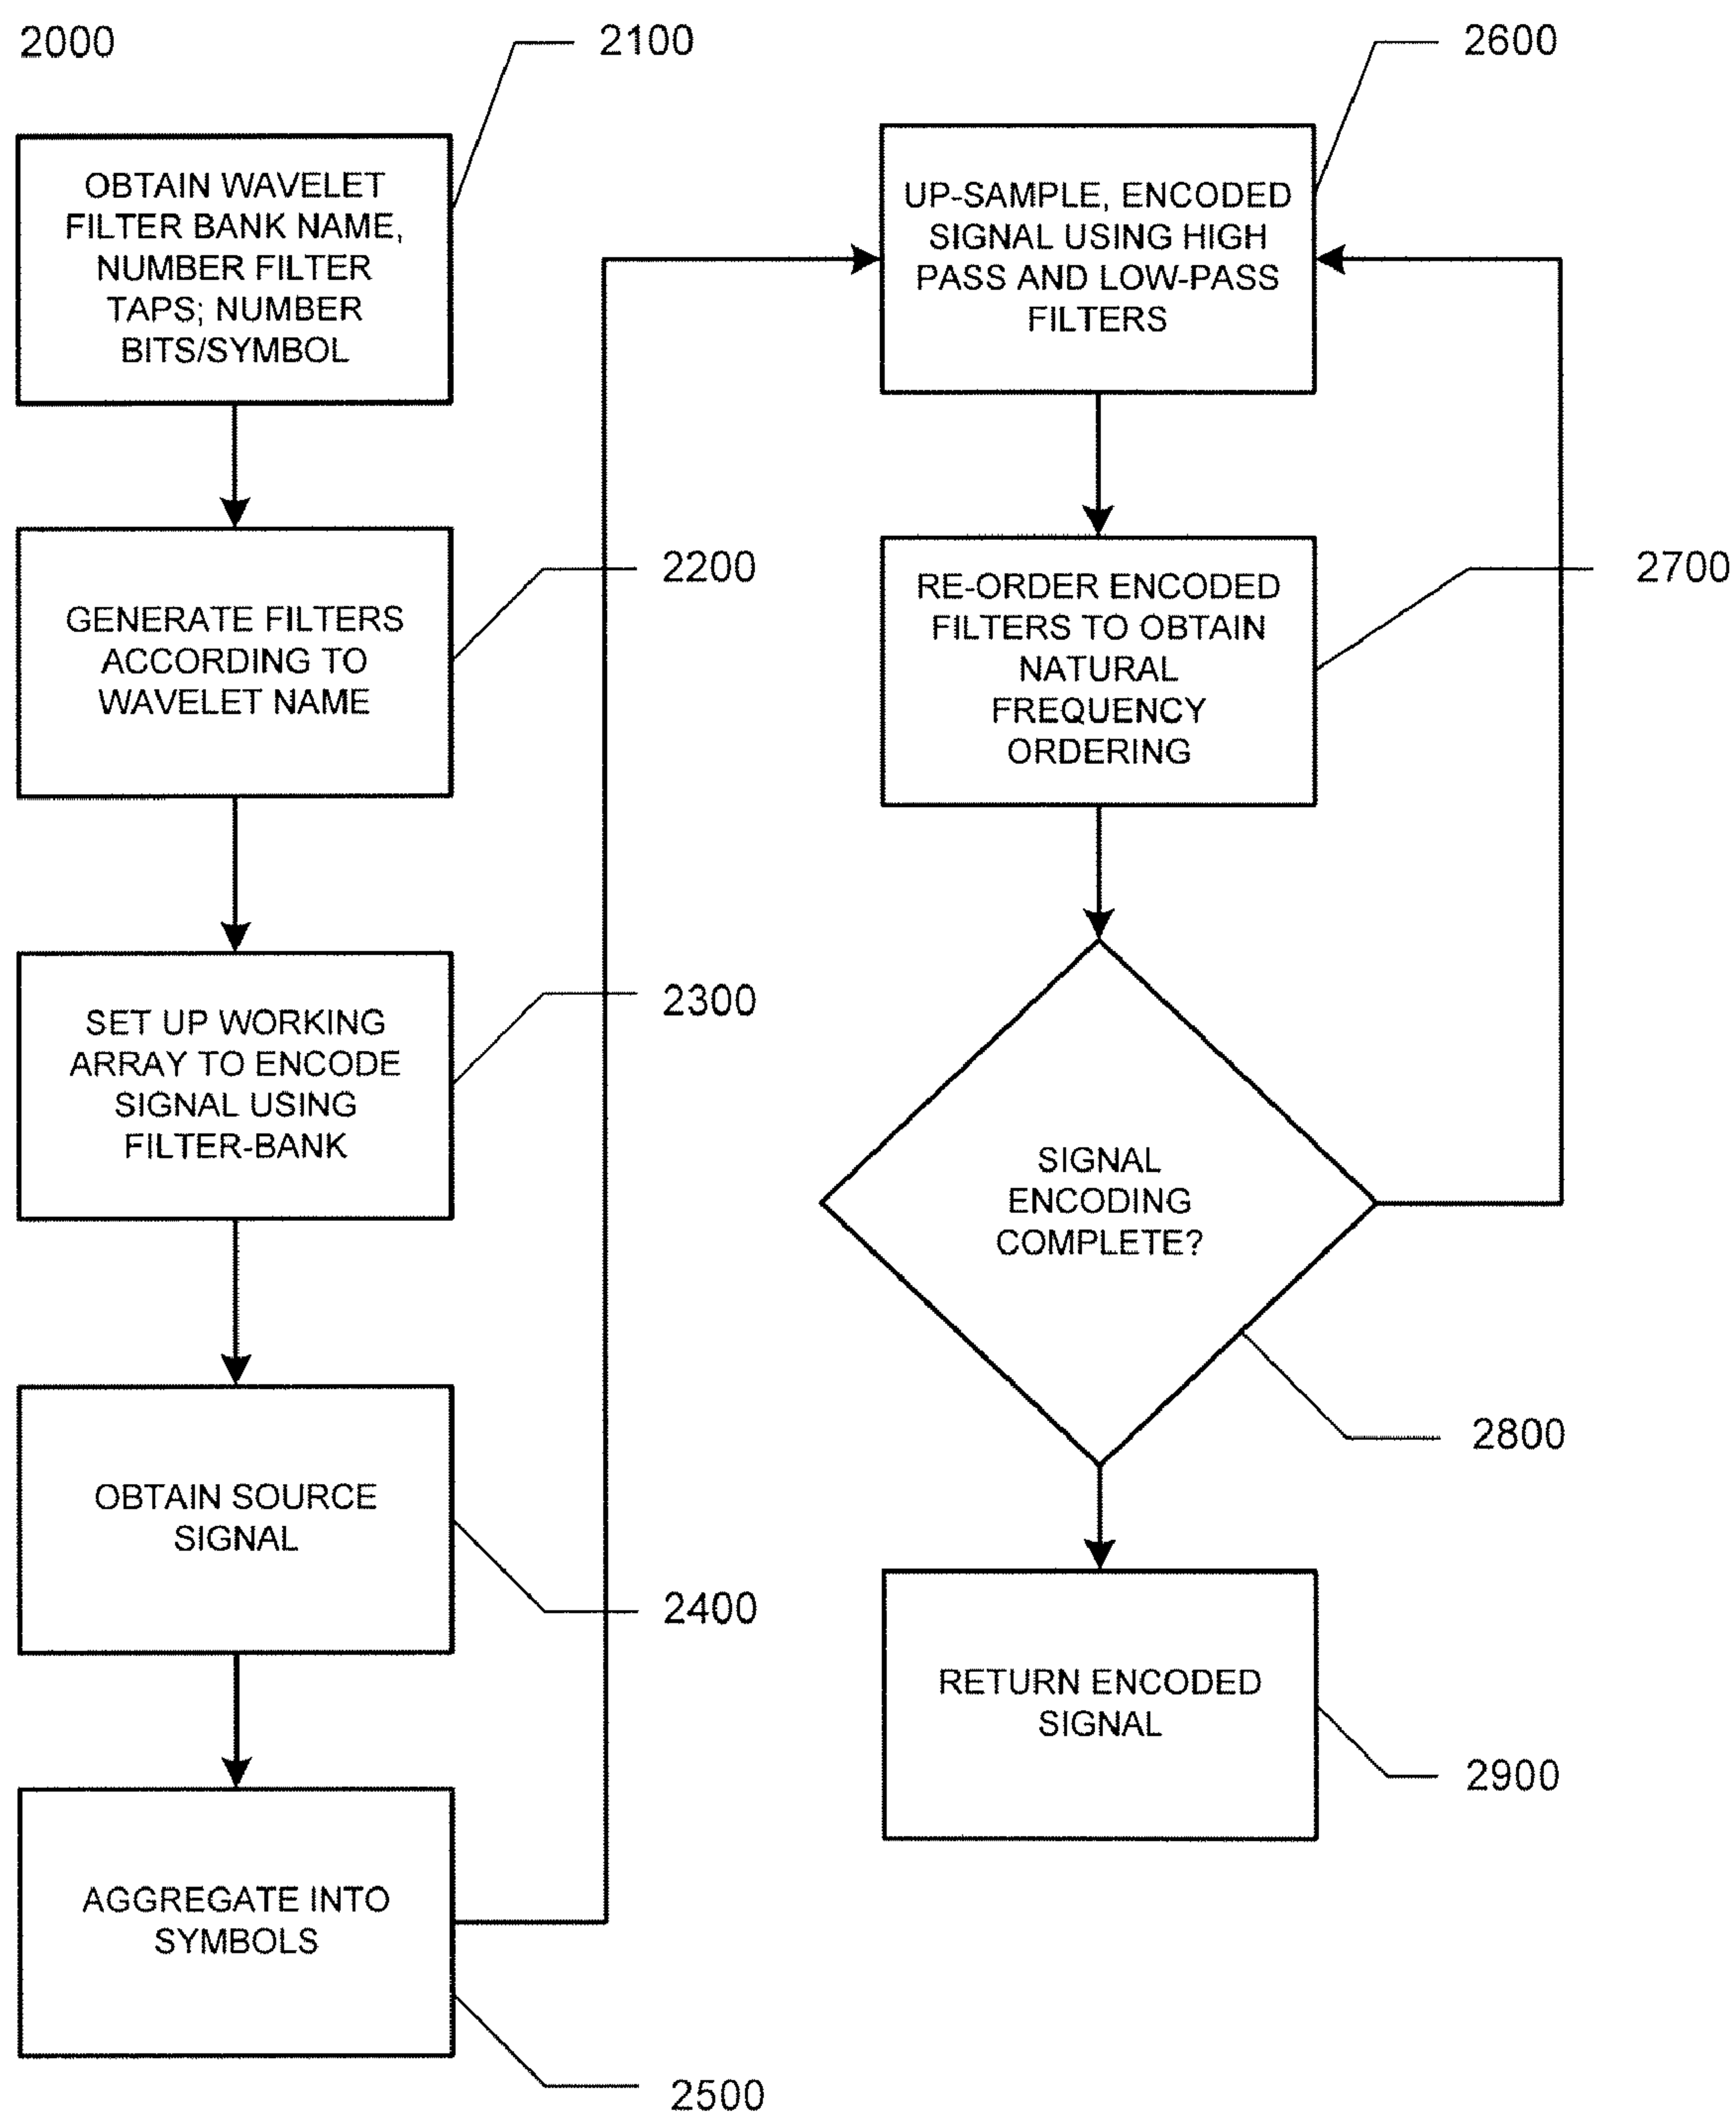 2000
2100
OBTAIN WAVELET
FILTER BANK NAME,
NUMBER FILTER
TAPS; NUMBER
BITS/SYMBOL
2200
GENERATE FILTERS
ACCORDING TO
WAVELET NAME
2300
SET UP WORKING
ARRAY TO ENCODE
SIGNAL USING
FILTER-BANK
OBTAIN SOURCE
SIGNAL
2400
AGGREGATE INTO
SYMBOLS
2500
2600
UP-SAMPLE, ENCODED
SIGNAL USING HIGH
PASS AND LOW-PASS
FILTERS
2700
RE-ORDER ENCODED
FILTERS TO OBTAIN
NATURAL
FREQUENCY
ORDERING
SIGNAL
ENCODING
COMPLETE?
2800
RETURN ENCODED
SIGNAL
2900